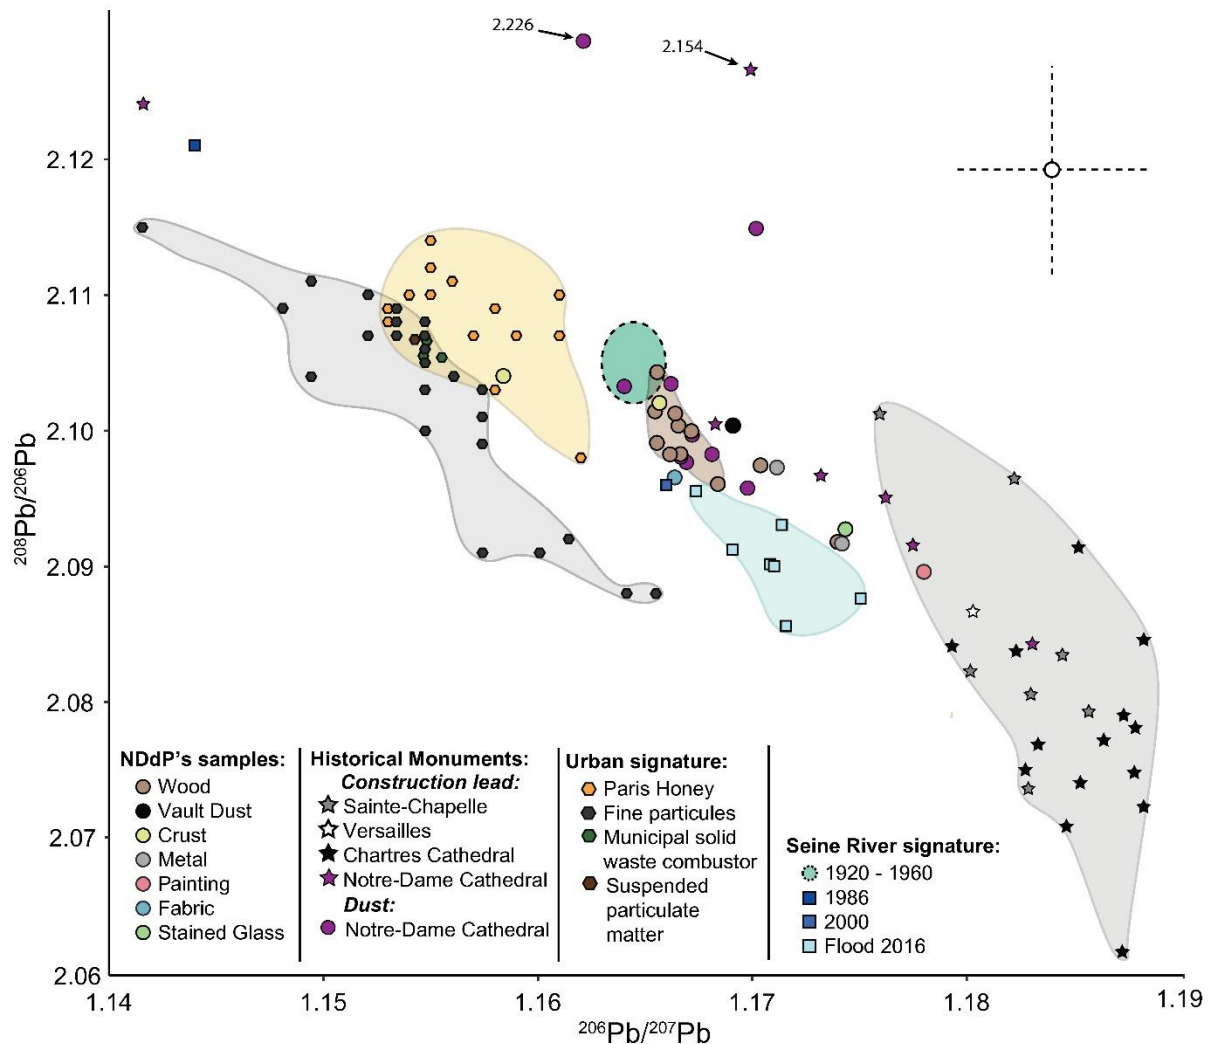 2.226
2.154
2.12
2.11
2.10
2.09
2.08
2.07
2.06
²⁰⁸Pb/²⁰⁶Pb
NDdP's samples:
Wood
Vault Dust
Crust
Metal
Painting
Fabric
Stained Glass
Historical Monuments:
Construction lead:
Sainte-Chapelle
Versailles
Chartres Cathedral
Notre-Dame Cathedral
Dust:
Notre-Dame Cathedral
Urban signature:
Paris Honey
Fine particules
Municipal solid
waste combustor
Suspended
particulate
matter
Seine River signature:
1920 - 1960
1986
2000
Flood 2016
1.14
1.15
1.16
1.17
1.18
1.19
²⁰⁶Pb/²⁰⁷Pb